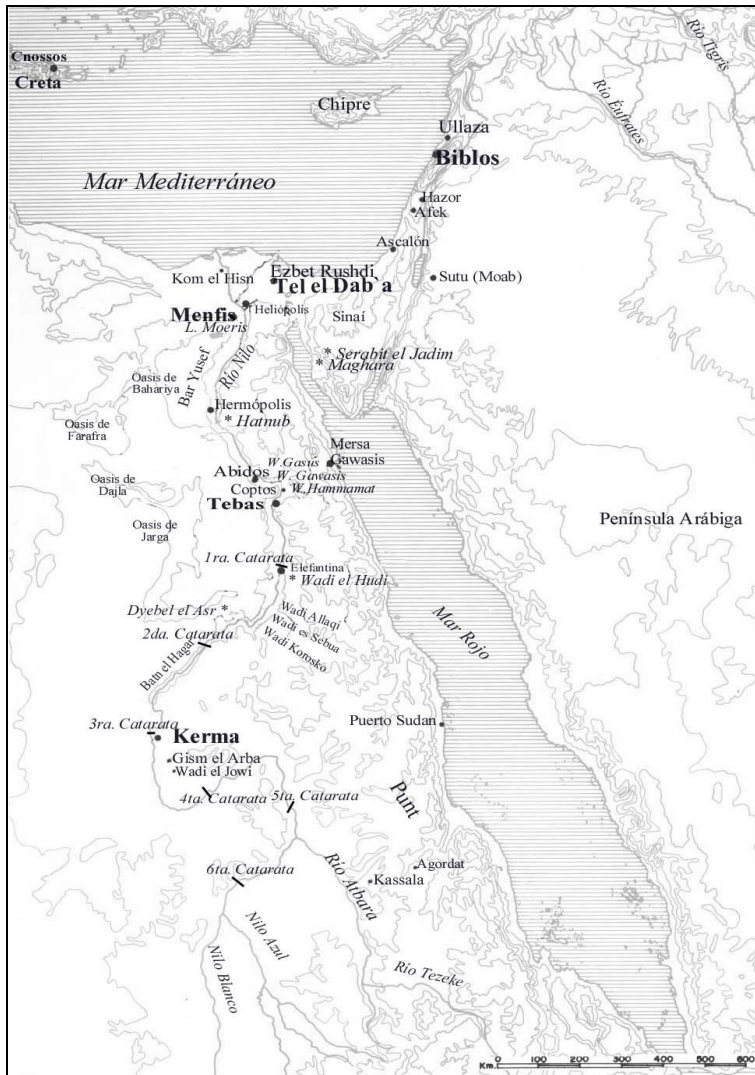 Cnossos
Creta
Chipre
Río Tigris
Río Éufrates
Ullaza
Biblos
Mar Mediterráneo
Hazor
Afek
Ascalón
Kom el Hisn
Ezbet Rushdi
Tel el Dab`a
Sutu (Moab)
Menfis
Heliópolis
L. Moeris
Sinaí
* Serabit el Jadim
* Maghara
Río Nilo
Bar Yusef
Oasis de
Bahariya
Hermópolis
* Hatnub
Oasis de
Farafra
Mersa
Gawasis
W.Gasús
W. Gawasis
W.,Hammamat
Abidos
Coptos
Tebas
Oasis de
Dajla
Oasis de
Jarga
Península Arábiga
1ra. Catarata
Elefantina
* Wadi el Hudi
Dyebel el Asr *
Wadi Allaqi
Wadi es Sebua
Wadi Korosko
2da. Catarata
Batn el Hagar
Mar Rojo
3ra. Catarata
Kerma
Puerto Sudan
Gism el Arba
Wadi el Jowi
4ta. Catarata
5ta. Catarata
Punt
6ta. Catarata
Río Atbara
Agordat
Kassala
Nilo Azul
Nilo Blanco
Río Tezeke
Km. 0 100 200 300 400 500 600